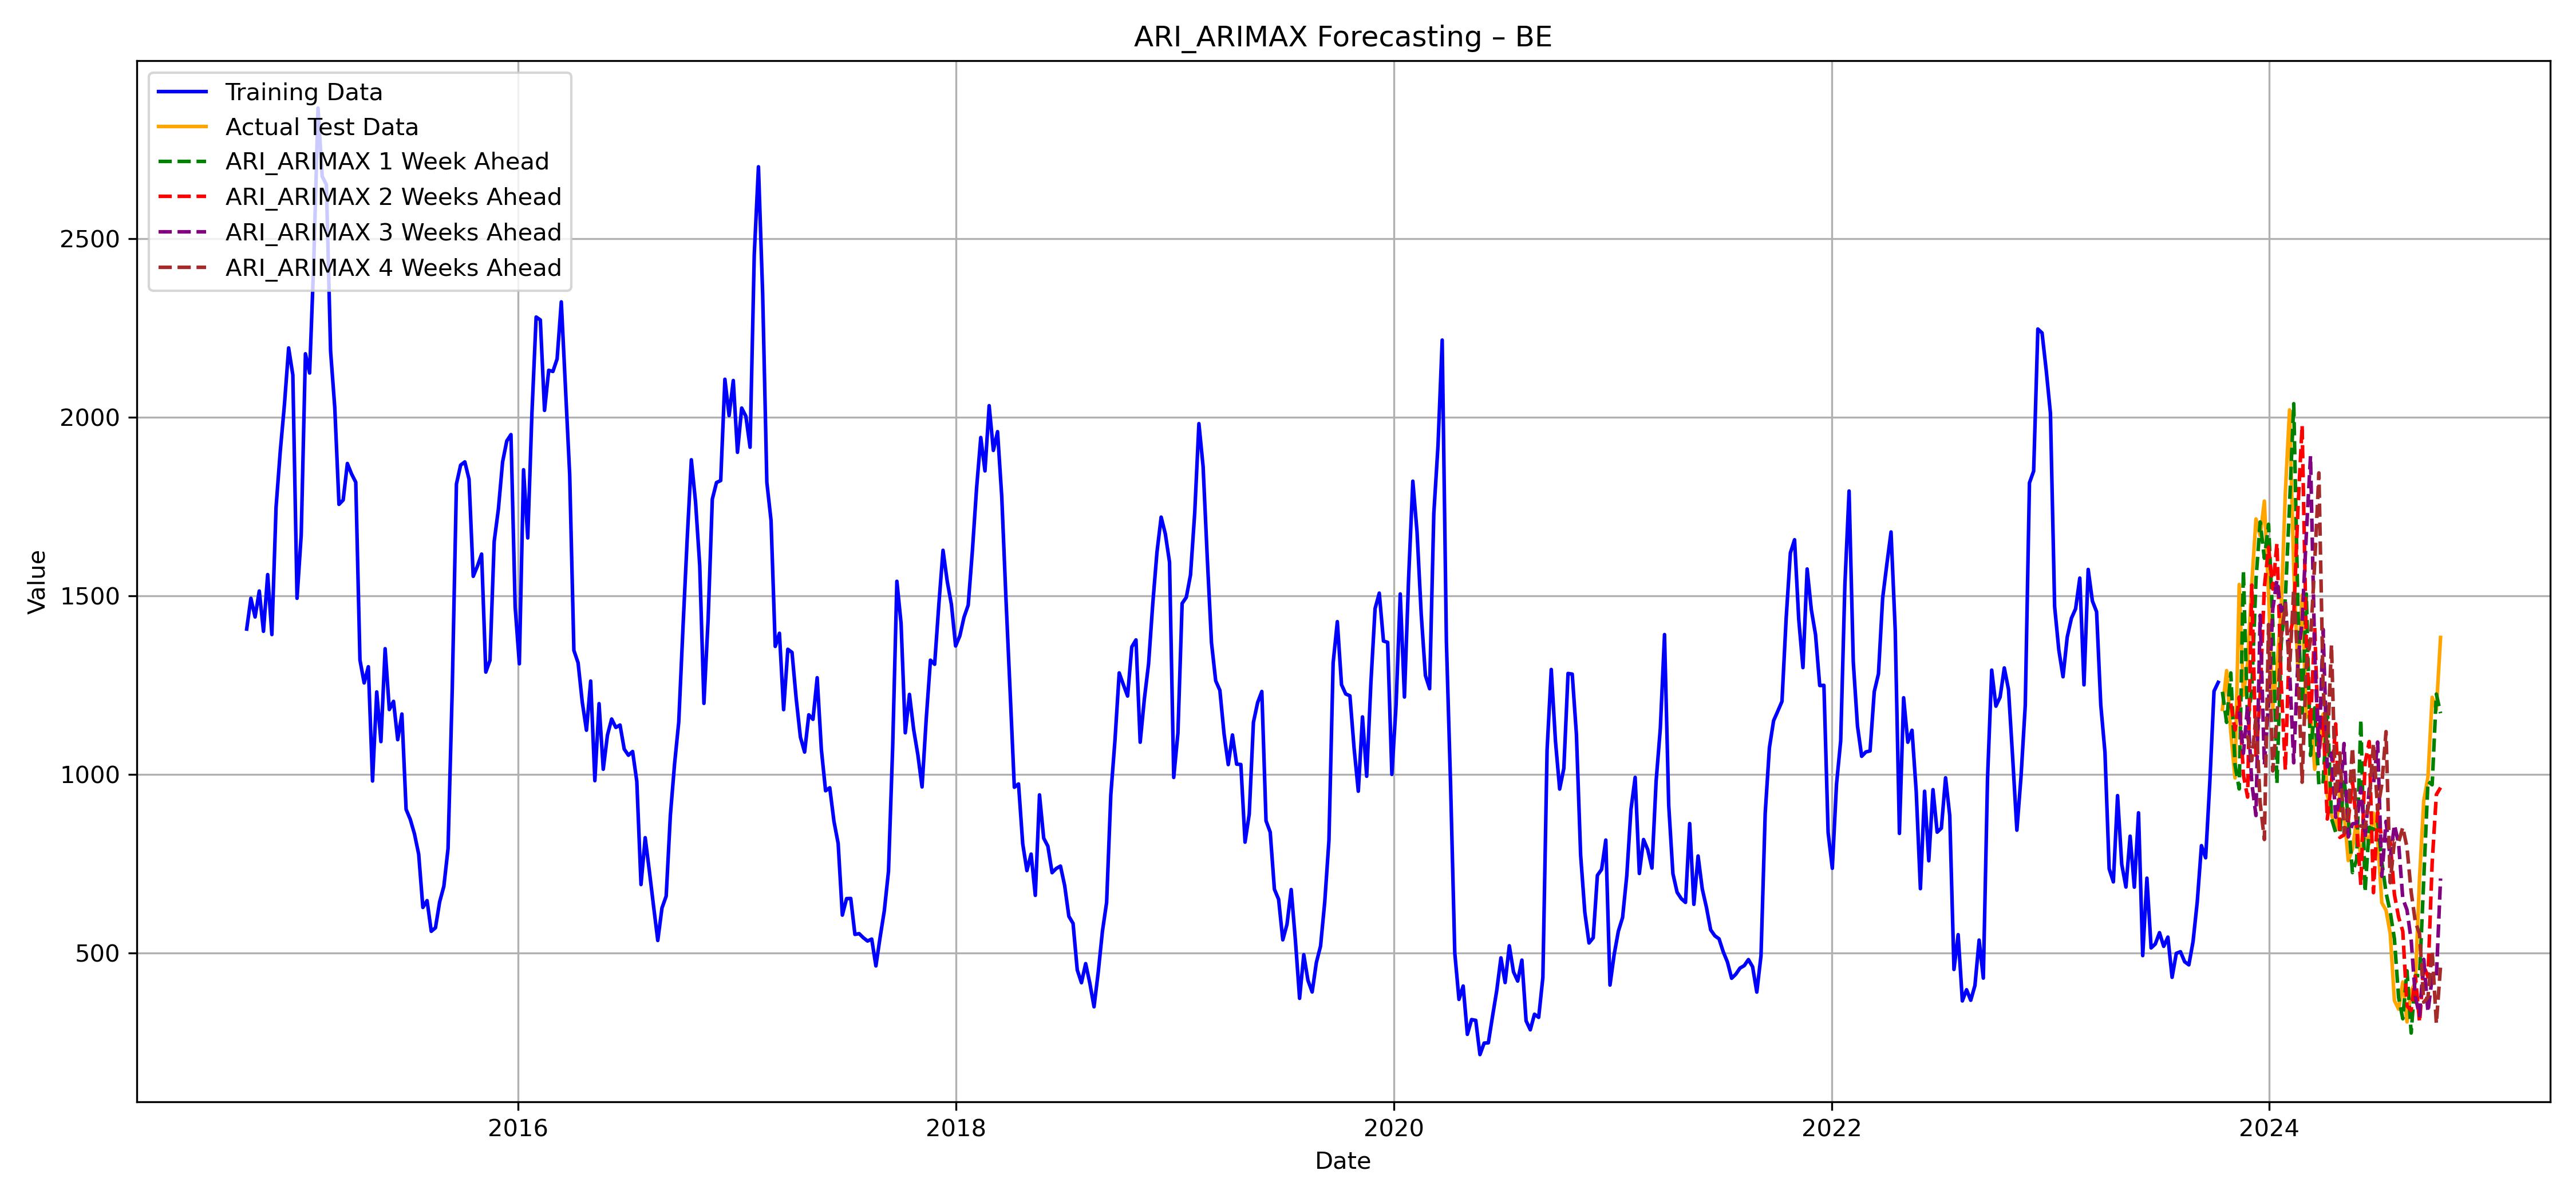 ARI_ARIMAX Forecasting – BE
Training Data
Actual Test Data
ARI_ARIMAX 1 Week Ahead
ARI_ARIMAX 2 Weeks Ahead
ARI_ARIMAX 3 Weeks Ahead
ARI_ARIMAX 4 Weeks Ahead
Value
2500
2000
1500
1000
500
2016
2018
2020
2022
2024
Date